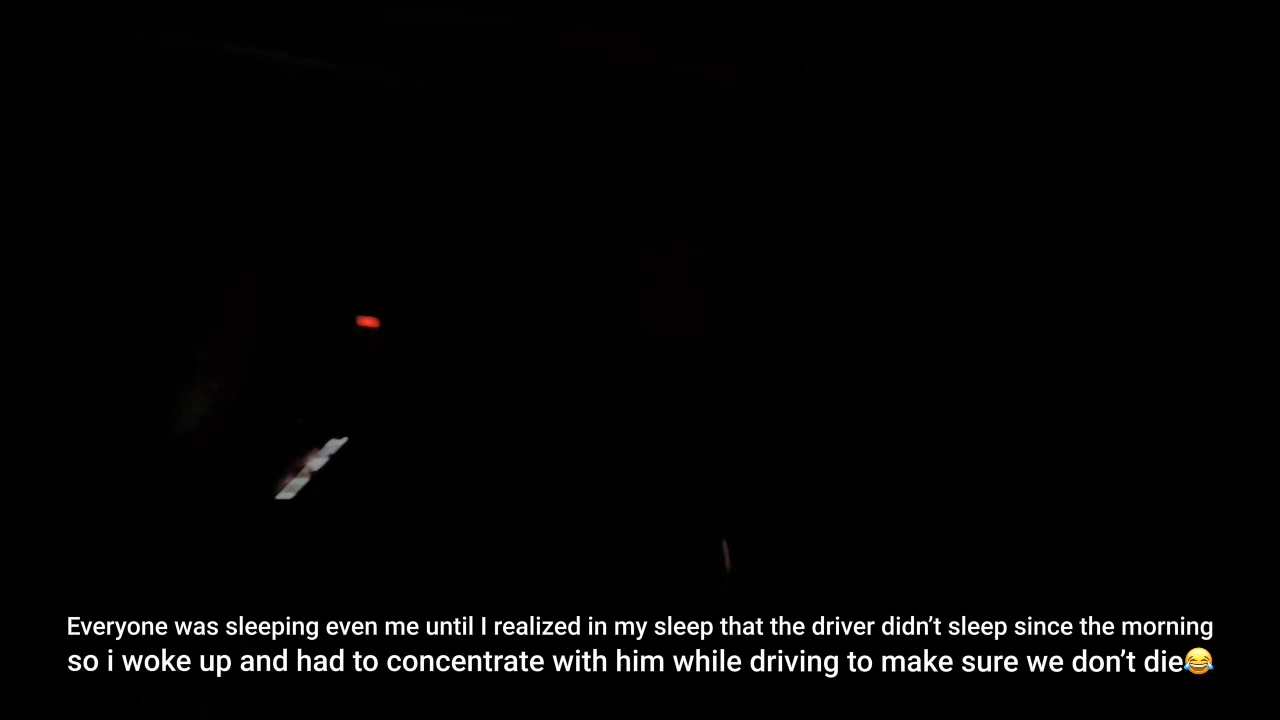 Everyone was sleeping even me until I realized in my sleep that the driver didn’t sleep since the morning
so i woke up and had to concentrate with him while driving to make sure we don’t die😂